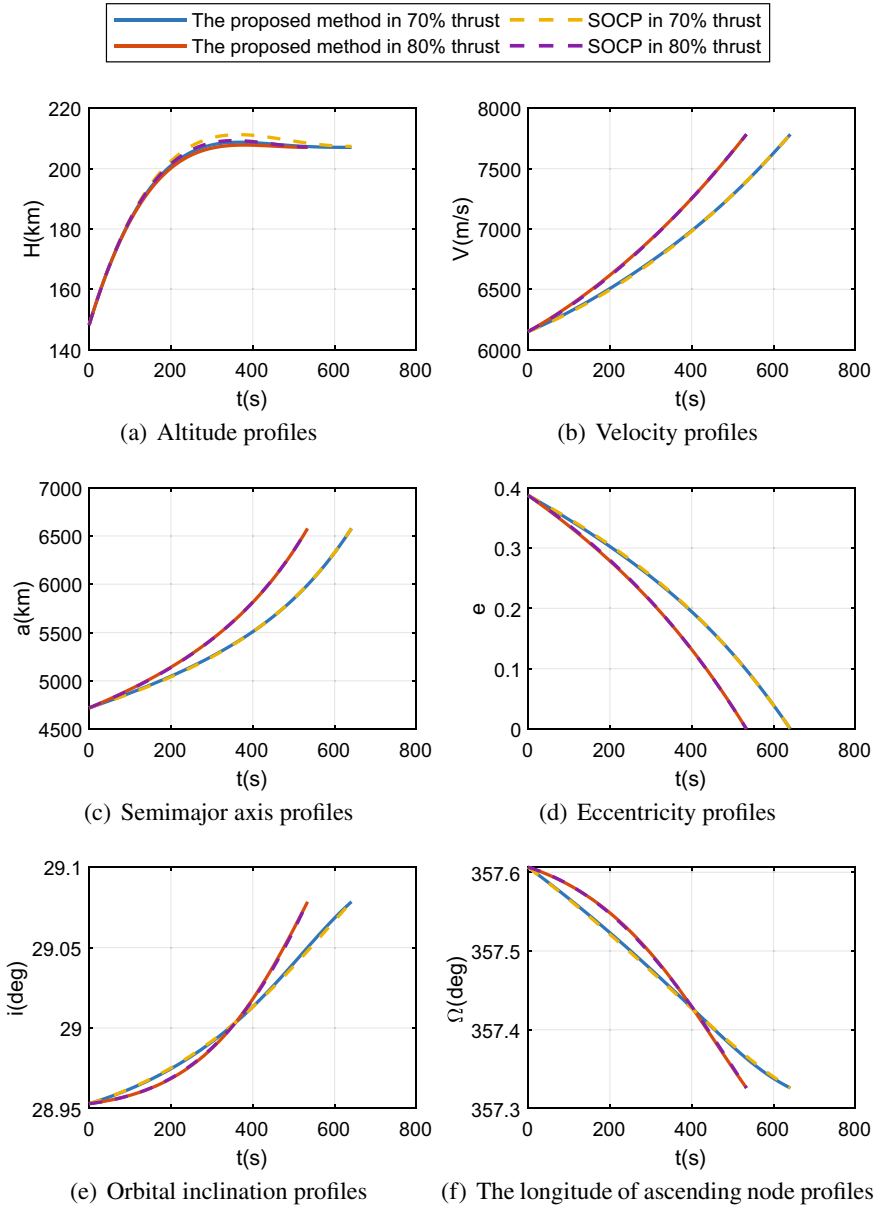 The proposed method in 70% thrust
SOCP in 70% thrust
The proposed method in 80% thrust
SOCP in 80% thrust
220
200
180
160
140
H(km)
0
200
400
600
800
t(s)
(a) Altitude profiles
8000
7500
7000
6500
6000
V(m/s)
0
200
400
600
800
t(s)
(b) Velocity profiles
7000
6500
6000
5500
5000
4500
a(km)
0
200
400
600
800
t(s)
(c) Semimajor axis profiles
0.4
0.3
0.2
0.1
0
e
0
200
400
600
800
t(s)
(d) Eccentricity profiles
29.1
29.05
29
28.95
i(deg)
0
200
400
600
800
t(s)
(e) Orbital inclination profiles
357.6
357.5
357.4
357.3
Ω(deg)
0
200
400
600
800
t(s)
(f) The longitude of ascending node profiles